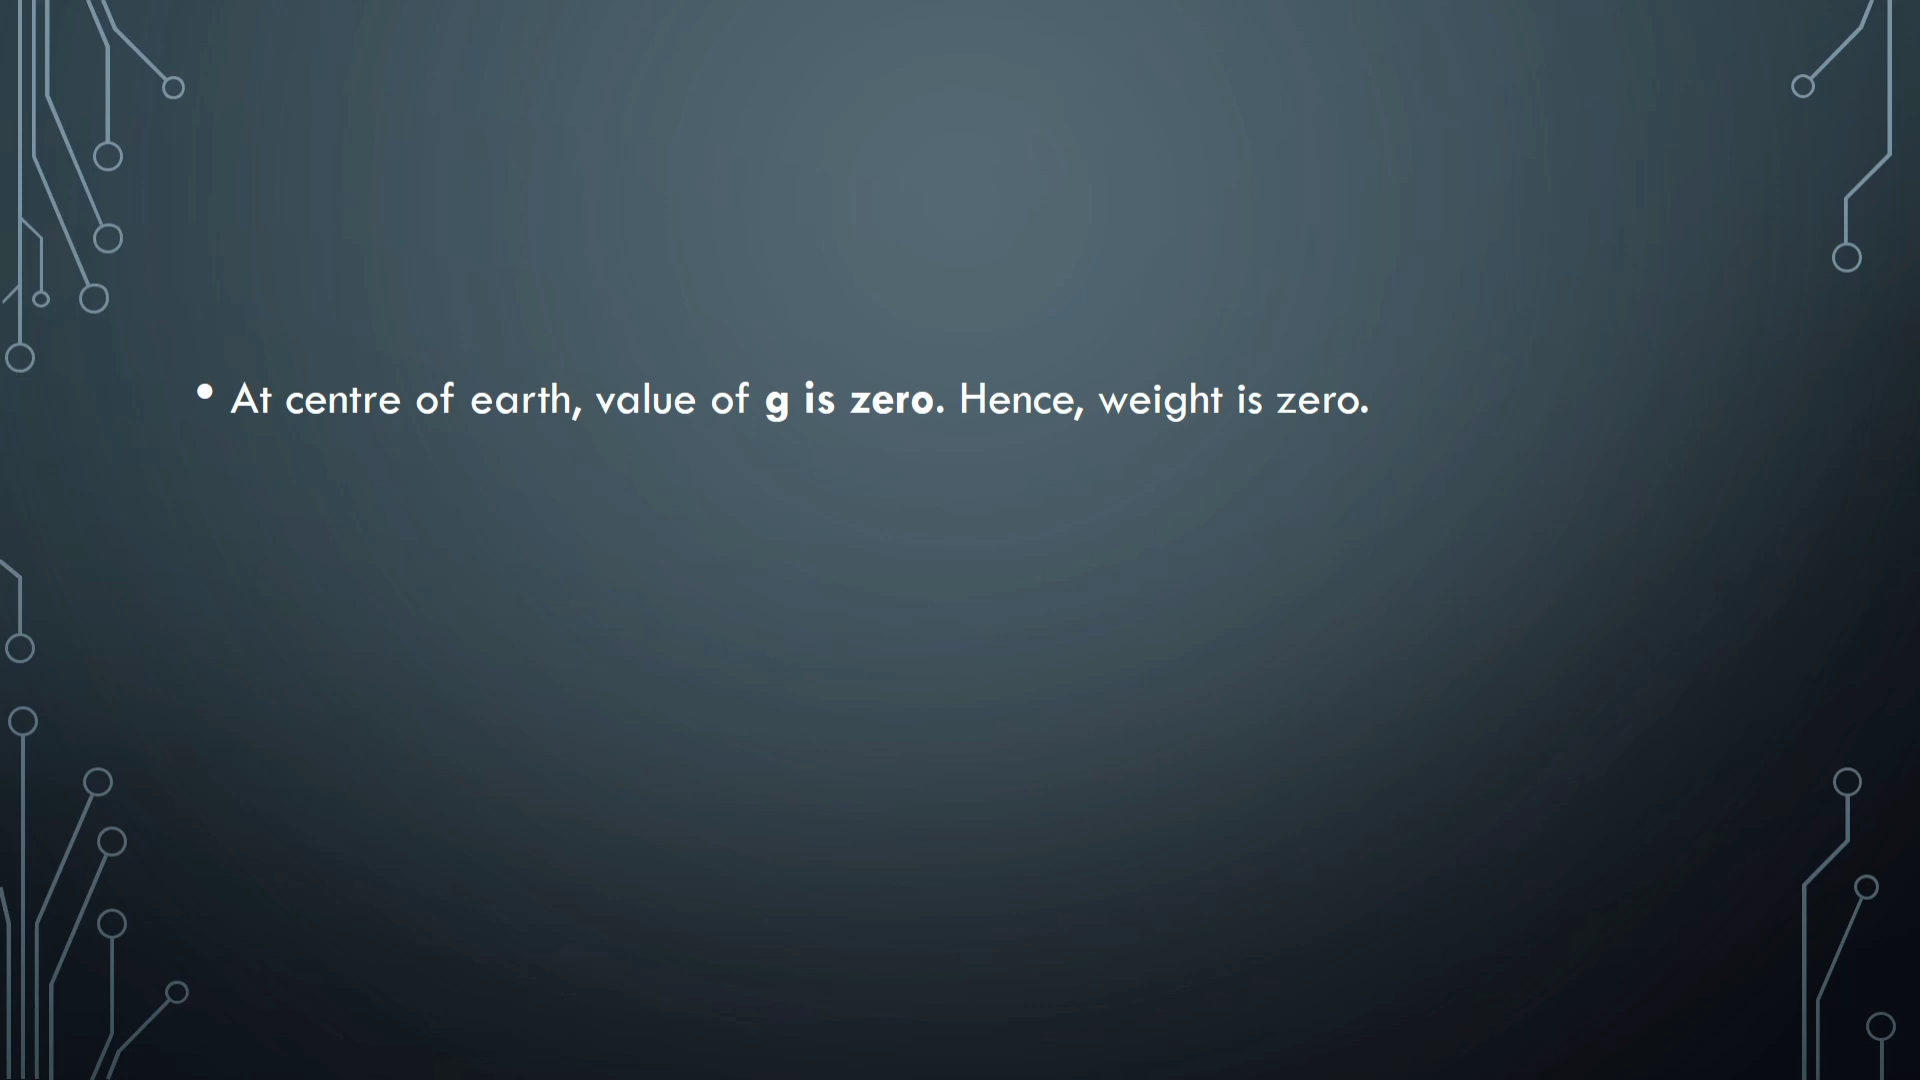 • At centre of earth, value of g is zero. Hence, weight is zero.